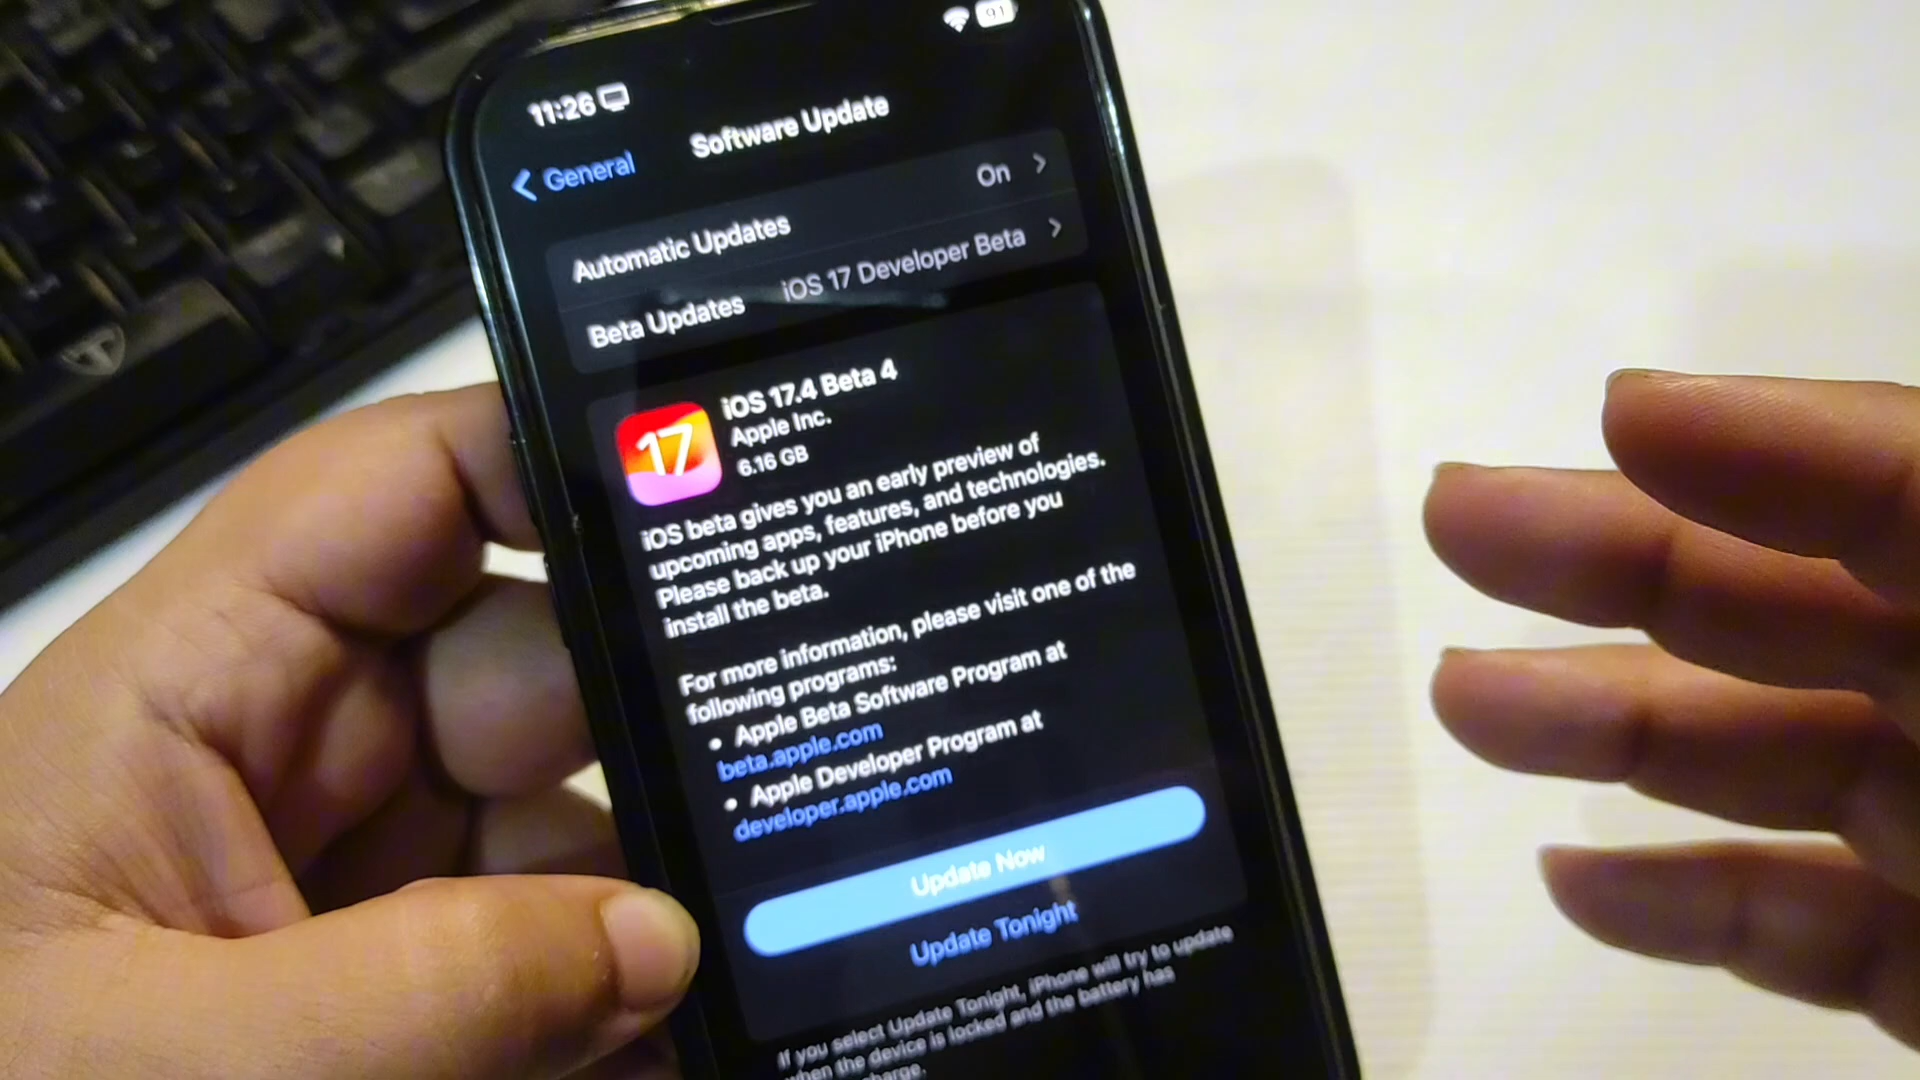 91
11:26
Software Update
General
Automatic Updates On
Beta Updates iOS 17 Developer Beta
17
iOS 17.4 Beta 4
Apple Inc.
6.16 GB
iOS beta gives you an early preview of
upcoming apps, features, and technologies.
Please back up your iPhone before you
install the beta.
For more information, please visit one of the
following programs:
• Apple Beta Software Program at
beta.apple.com
• Apple Developer Program at
developer.apple.com
Update Now
Update Tonight
If you select Update Tonight, iPhone will try to update
when the device is locked and the battery has